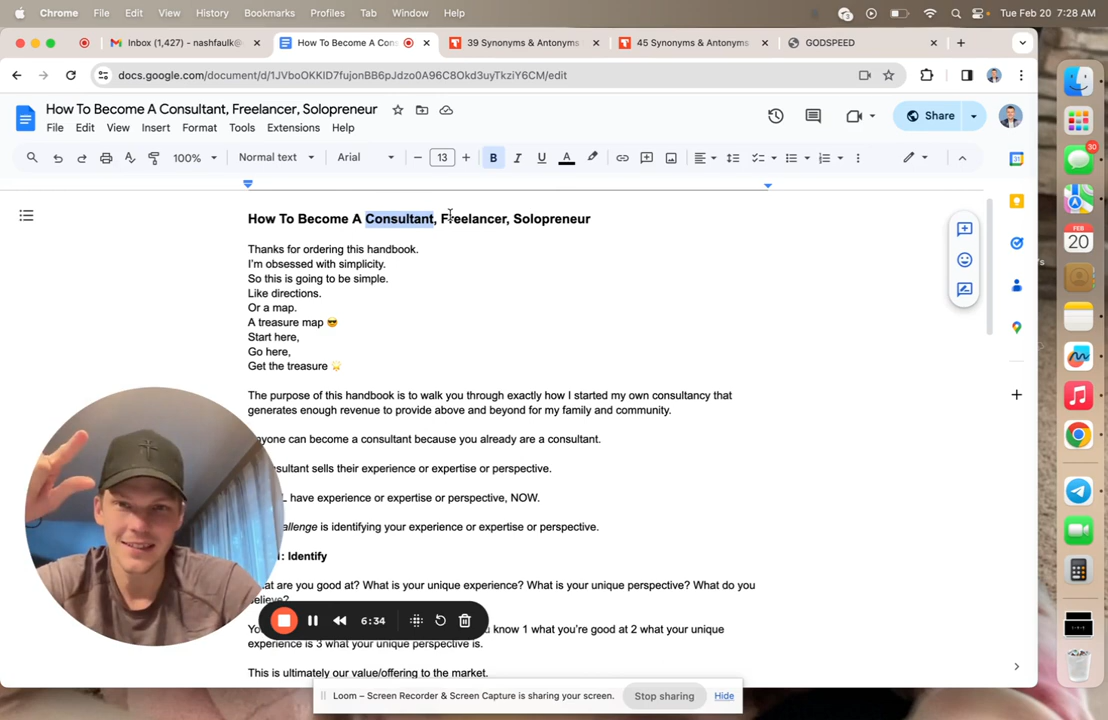 Chrome File Edit View History Bookmarks Profiles Tab Window Help
Tue Feb 20 7:28 AM
Inbox (1,427) - nashfaulk@
How To Become A Con
39 Synonyms & Antonyms
45 Synonyms & Antonyms
GODSPEED
docs.google.com/document/d/1JVboOKKID7fujonBB6pJdzo0A96C8Okd3uyTkziY6CM/edit
How To Become A Consultant, Freelancer, Solopreneur
File Edit View Insert Format Tools Extensions Help
Share
100% Normal text Arial 13 B I U A
31
30
FEB
20
How To Become A Consultant, Freelancer, Solopreneur
Thanks for ordering this handbook.
I'm obsessed with simplicity.
So this is going to be simple.
Like directions.
Or a map.
A treasure map 😎
Start here,
Go here,
Get the treasure
The purpose of this handbook is to walk you through exactly how I started my own consultancy that
generates enough revenue to provide above and beyond for my family and community.
yone can become a consultant because you already are a consultant.
sultant sells their experience or expertise or perspective.
L have experience or expertise or perspective, NOW.
allenge is identifying your experience or expertise or perspective.
1: Identify
at are you good at? What is your unique experience? What is your unique perspective? What do you
believe?
know 1 what you're good at 2 what your unique
experience is 3 what your unique perspective is.
6:34
This is ultimately our value/offering to the market.
Loom – Screen Recorder & Screen Capture is sharing your screen.
Stop sharing
Hide